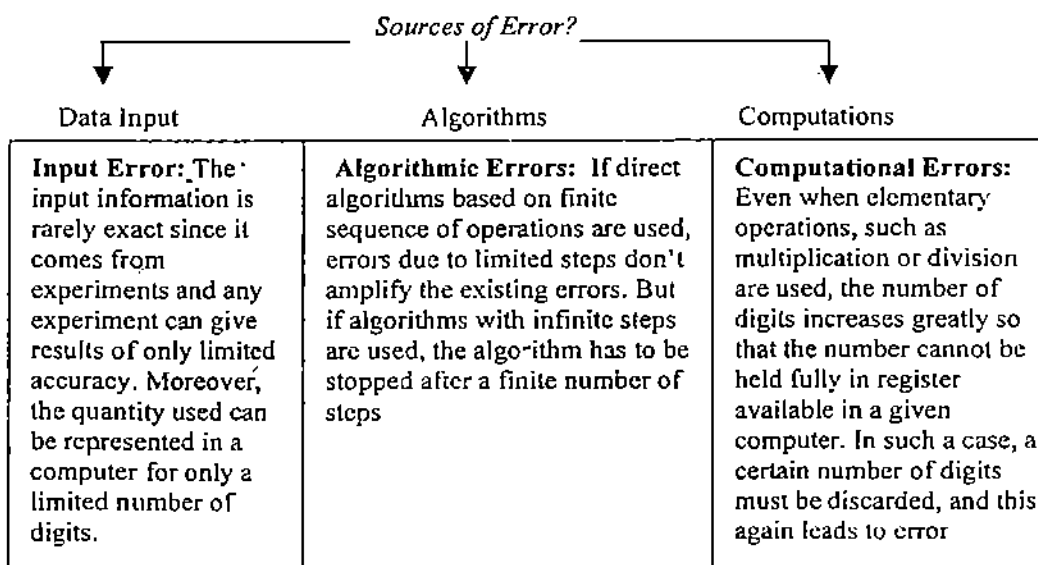 Sources of Error?
Data Input
Algorithms
Computations
Input Error: The
input information is
rarely exact since it
comes from
experiments and any
experiment can give
results of only limited
accuracy. Moreover,
the quantity used can
be represented in a
computer for only a
limited number of
digits.
Algorithmic Errors: If direct
algorithms based on finite
sequence of operations are used,
errors due to limited steps don't
amplify the existing errors. But
if algorithms with infinite steps
are used, the algorithm has to be
stopped after a finite number of
steps
Computational Errors:
Even when elementary
operations, such as
multiplication or division
are used, the number of
digits increases greatly so
that the number cannot be
held fully in register
available in a given
computer. In such a case, a
certain number of digits
must be discarded, and this
again leads to error